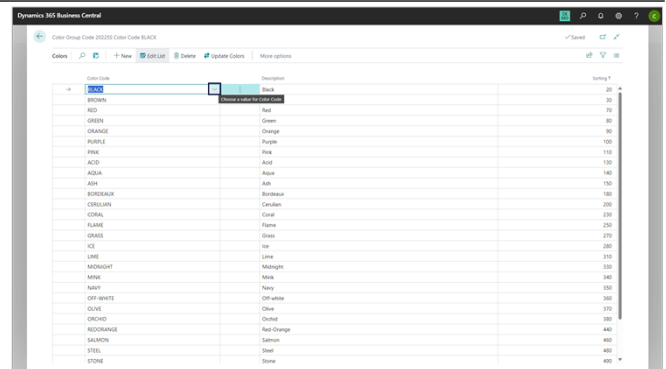 Dynamics 365 Business Central
?
C
Color Group Code 2022SS Color Code BLACK
Saved
Colors + New Edit List Delete Update Colors More options
Color Code Description Sorting
BLACK Black 20
Choose a value for Color Code
BROWN 30
RED Red 70
GREEN Green 80
ORANGE Orange 90
PURPLE Purple 100
PINK Pink 110
ACID Acid 130
AQUA Aqua 140
ASH Ash 150
BORDEAUX Bordeaux 180
CERULIAN Cerulian 200
CORAL Coral 230
FLAME Flame 250
GRASS Grass 270
ICE Ice 280
LIME Lime 310
MIDNIGHT Midnight 330
MINK Mink 340
NAVY Navy 350
OFF-WHITE Off-white 360
OLIVE Olive 370
ORCHID Orchid 380
REDORANGE Red-Orange 440
SALMON Salmon 460
STEEL Steel 480
STONE Stone 490